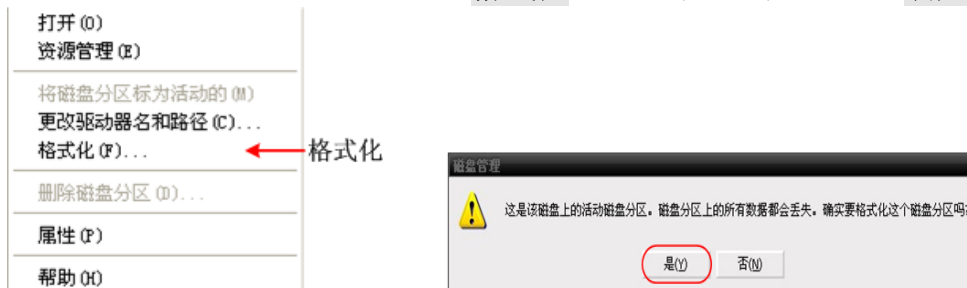 打开(O)
资源管理(E)
将磁盘分区标为活动的(M)
更改驱动器名和路径(C)...
格式化(F)...
格式化
删除磁盘分区(D)...
属性(P)
帮助(H)
磁盘管理
这是该磁盘上的活动磁盘分区。磁盘分区上的所有数据都会丢失。确实要格式化这个磁盘分区吗
是(Y) 否(N)